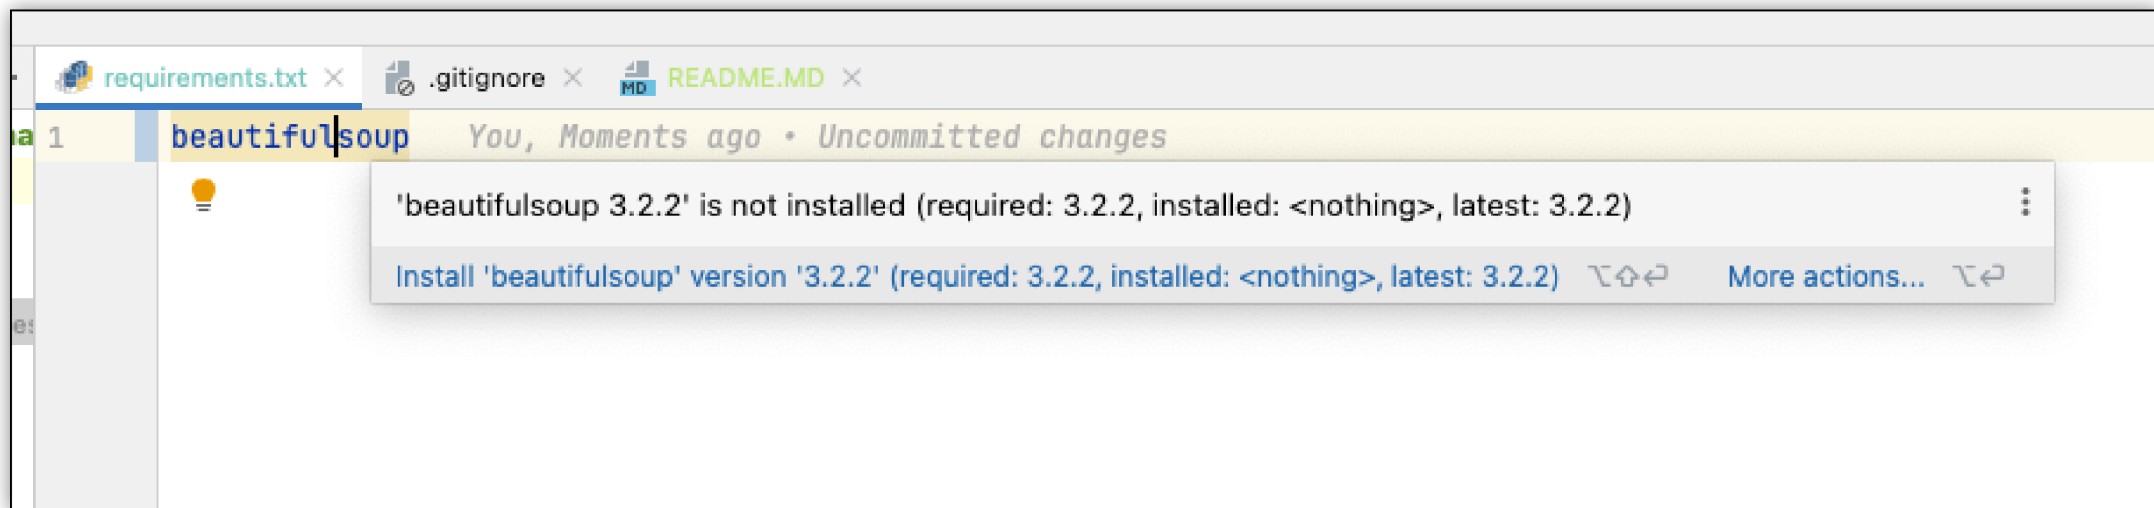 requirements.txt .gitignore MD README.MD
1 beautifulsoup You, Moments ago • Uncommitted changes
'beautifulsoup 3.2.2' is not installed (required: 3.2.2, installed: <nothing>, latest: 3.2.2)
Install 'beautifulsoup' version '3.2.2' (required: 3.2.2, installed: <nothing>, latest: 3.2.2) ⌥⇧⏎ More actions... ⌥⏎